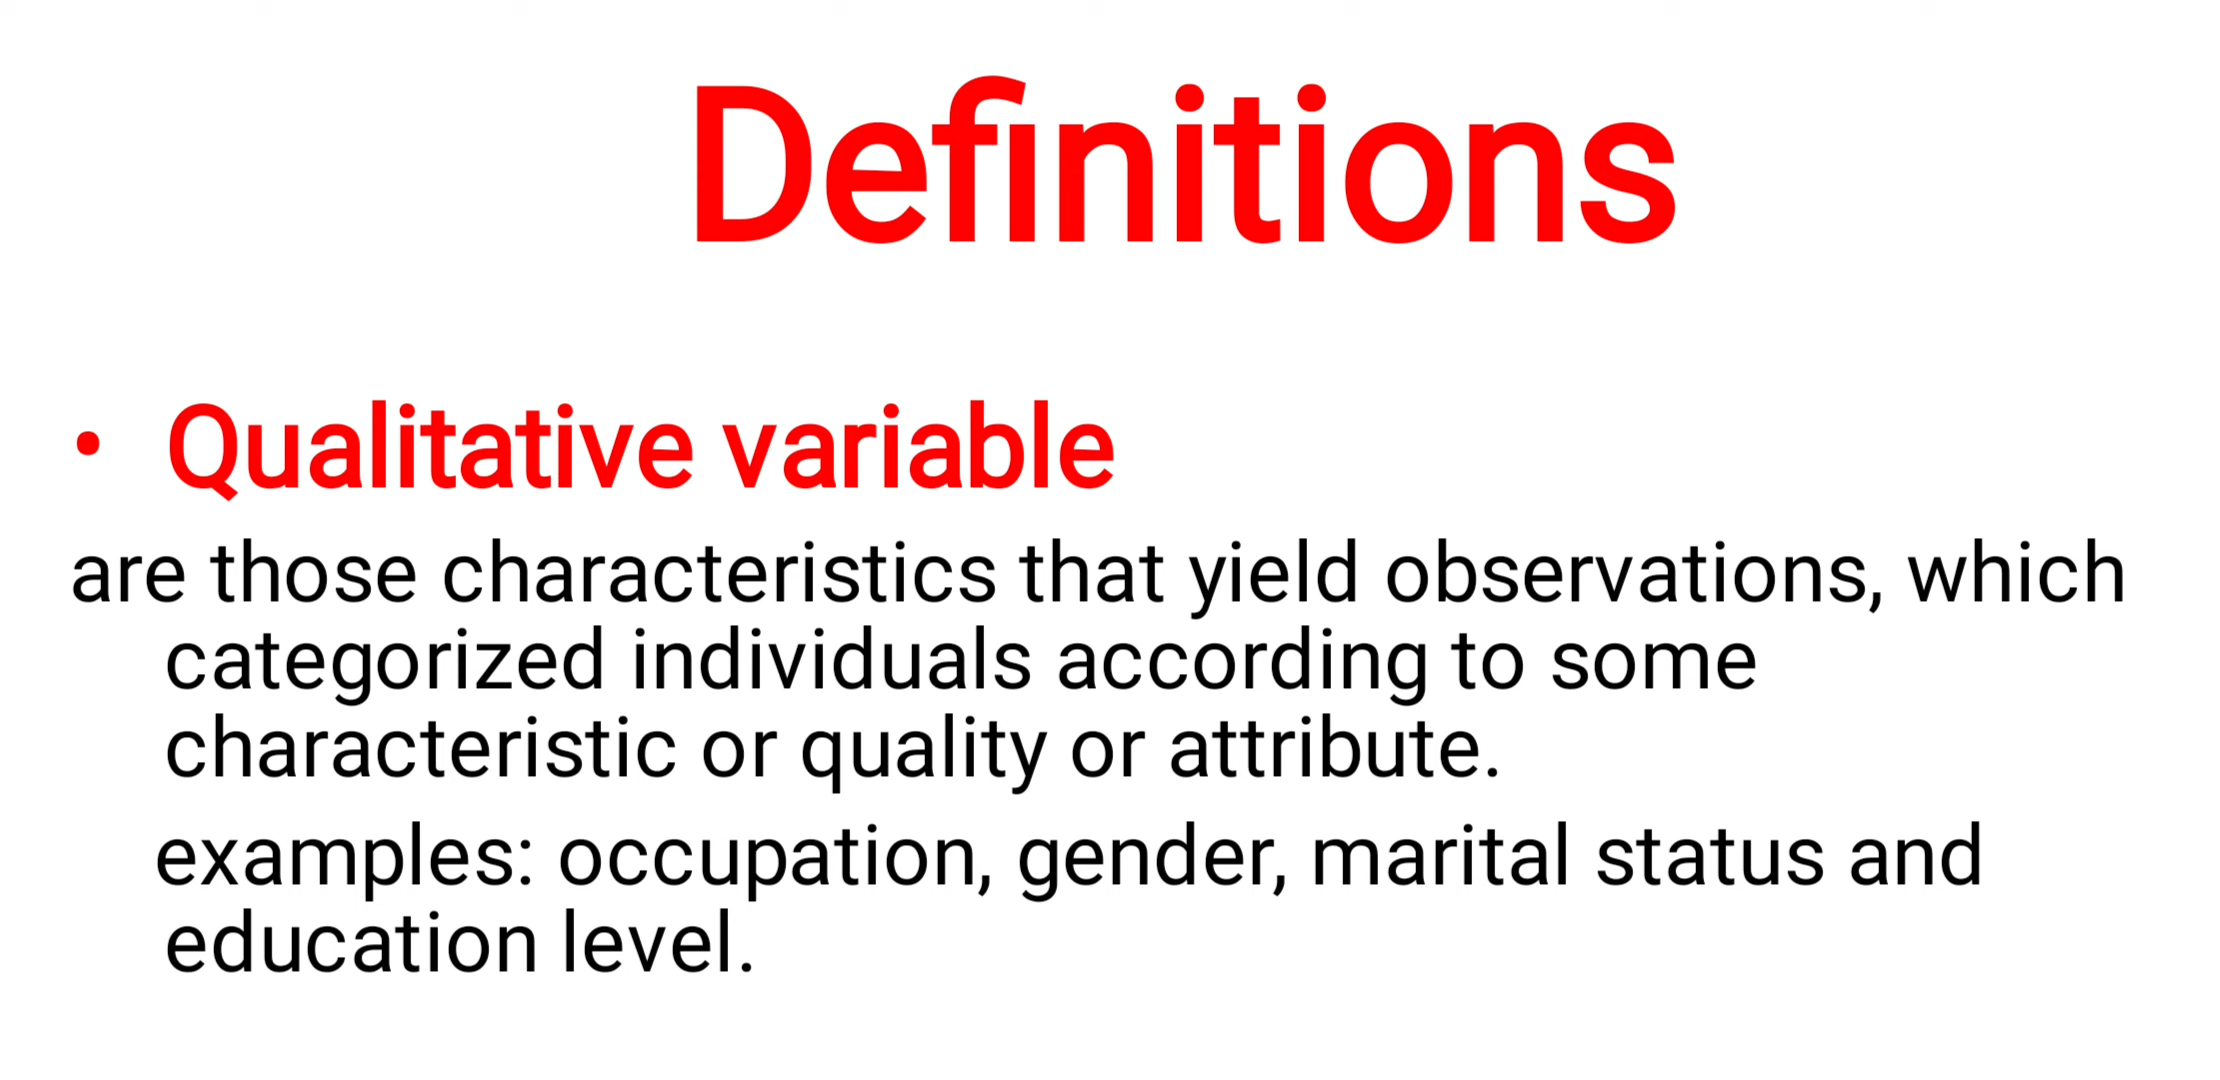 Definitions
• Qualitative variable
are those characteristics that yield observations, which
categorized individuals according to some
characteristic or quality or attribute.
examples: occupation, gender, marital status and
education level.